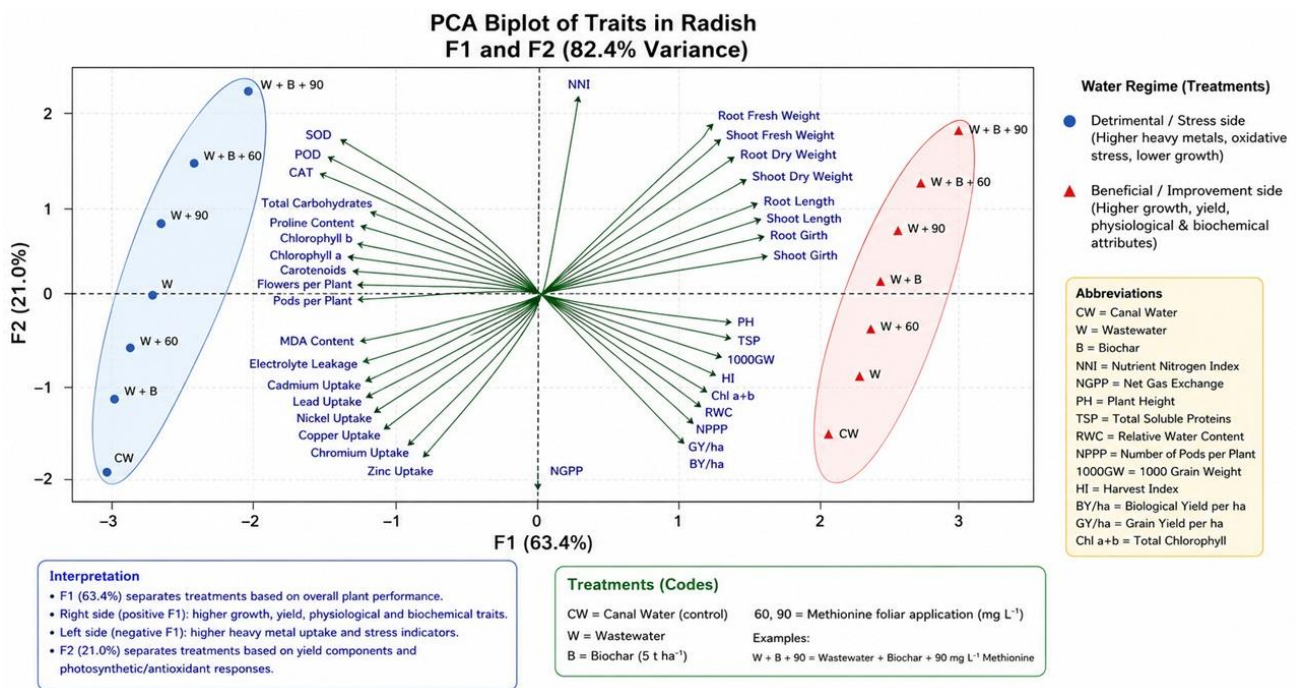 PCA Biplot of Traits in Radish
F1 and F2 (82.4% Variance)
F2 (21.0%)
2
1
0
−1
−2
W + B + 90
W + B + 60
W + 90
W
W + 60
W + B
CW
SOD
POD
CAT
Total Carbohydrates
Proline Content
Chlorophyll b
Chlorophyll a
Carotenoids
Flowers per Plant
Pods per Plant
MDA Content
Electrolyte Leakage
Cadmium Uptake
Lead Uptake
Nickel Uptake
Copper Uptake
Chromium Uptake
Zinc Uptake
NNI
Root Fresh Weight
Shoot Fresh Weight
Root Dry Weight
Shoot Dry Weight
Root Length
Shoot Length
Root Girth
Shoot Girth
PH
TSP
1000GW
HI
Chl a+b
RWC
NPPP
GY/ha
BY/ha
NGPP
W + B + 90
W + B + 60
W + 90
W + B
W + 60
W
CW
−3
−2
−1
0
1
2
3
F1 (63.4%)
Water Regime (Treatments)
Detrimental / Stress side
(Higher heavy metals, oxidative
stress, lower growth)
Beneficial / Improvement side
(Higher growth, yield,
physiological & biochemical
attributes)
Abbreviations
CW = Canal Water
W = Wastewater
B = Biochar
NNI = Nutrient Nitrogen Index
NGPP = Net Gas Exchange
PH = Plant Height
TSP = Total Soluble Proteins
RWC = Relative Water Content
NPPP = Number of Pods per Plant
1000GW = 1000 Grain Weight
HI = Harvest Index
BY/ha = Biological Yield per ha
GY/ha = Grain Yield per ha
Chl a+b = Total Chlorophyll
Interpretation
• F1 (63.4%) separates treatments based on overall plant performance.
• Right side (positive F1): higher growth, yield, physiological and biochemical traits.
• Left side (negative F1): higher heavy metal uptake and stress indicators.
• F2 (21.0%) separates treatments based on yield components and
photosynthetic/antioxidant responses.
Treatments (Codes)
CW = Canal Water (control)
W = Wastewater
B = Biochar (5 t ha⁻¹)
60, 90 = Methionine foliar application (mg L⁻¹)
Examples:
W + B + 90 = Wastewater + Biochar + 90 mg L⁻¹ Methionine